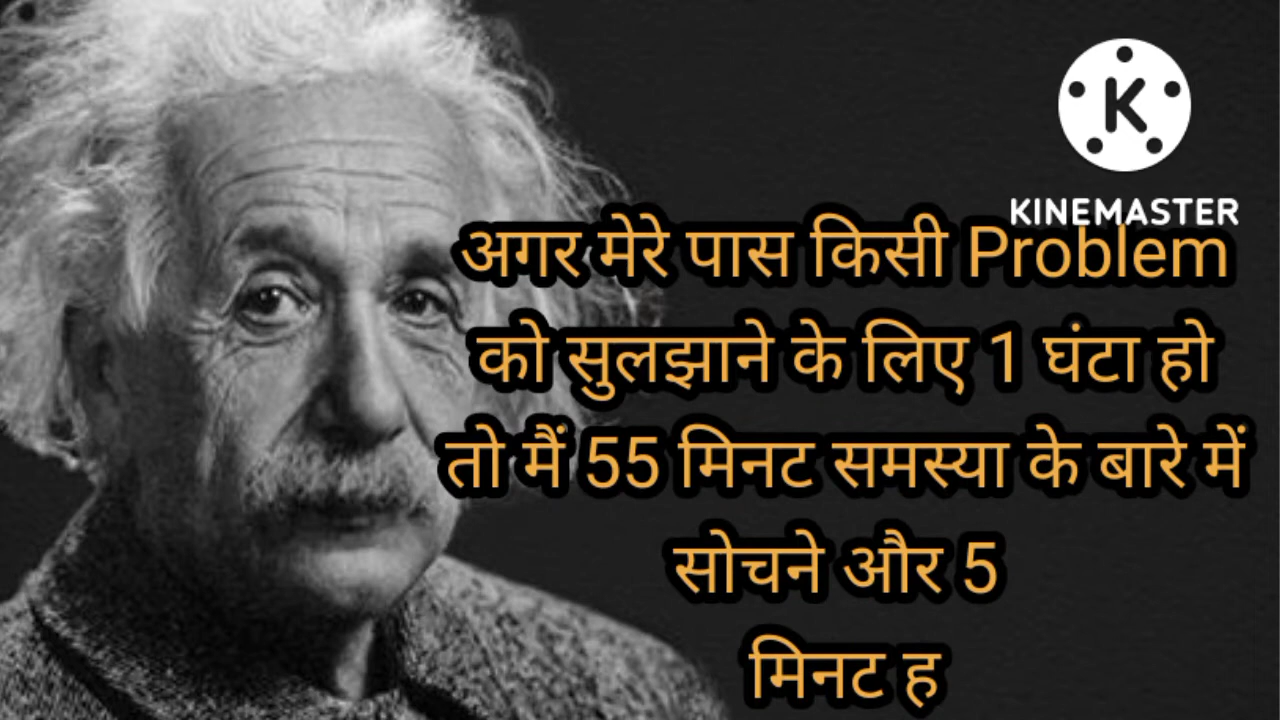 K
KINEMASTER
अगर मेरे पास किसी Problem
को सुलझाने के लिए 1 घंटा हो
तो मैं 55 मिनट समस्या के बारे में
सोचने और 5
मिनट ह